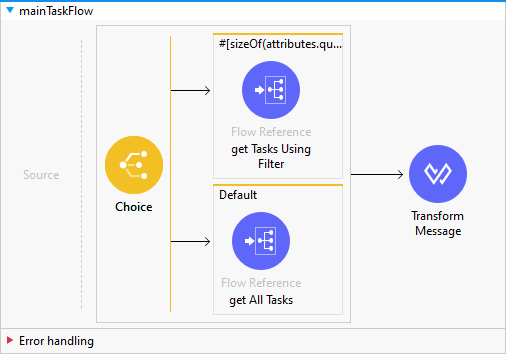 mainTaskFlow
#[sizeOf(attributes.qu...
Flow Reference
get Tasks Using
Filter
Source
Choice
Default
Flow Reference
get All Tasks
Transform
Message
Error handling